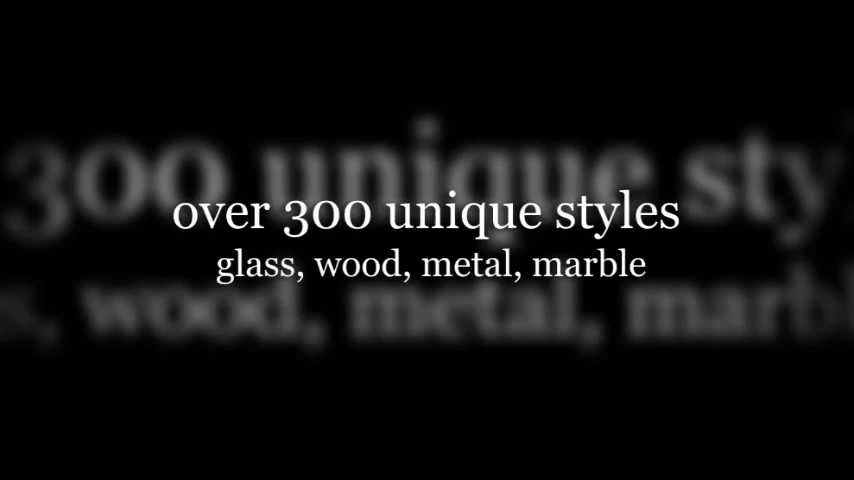 over 300 unique styles
glass, wood, metal, marble